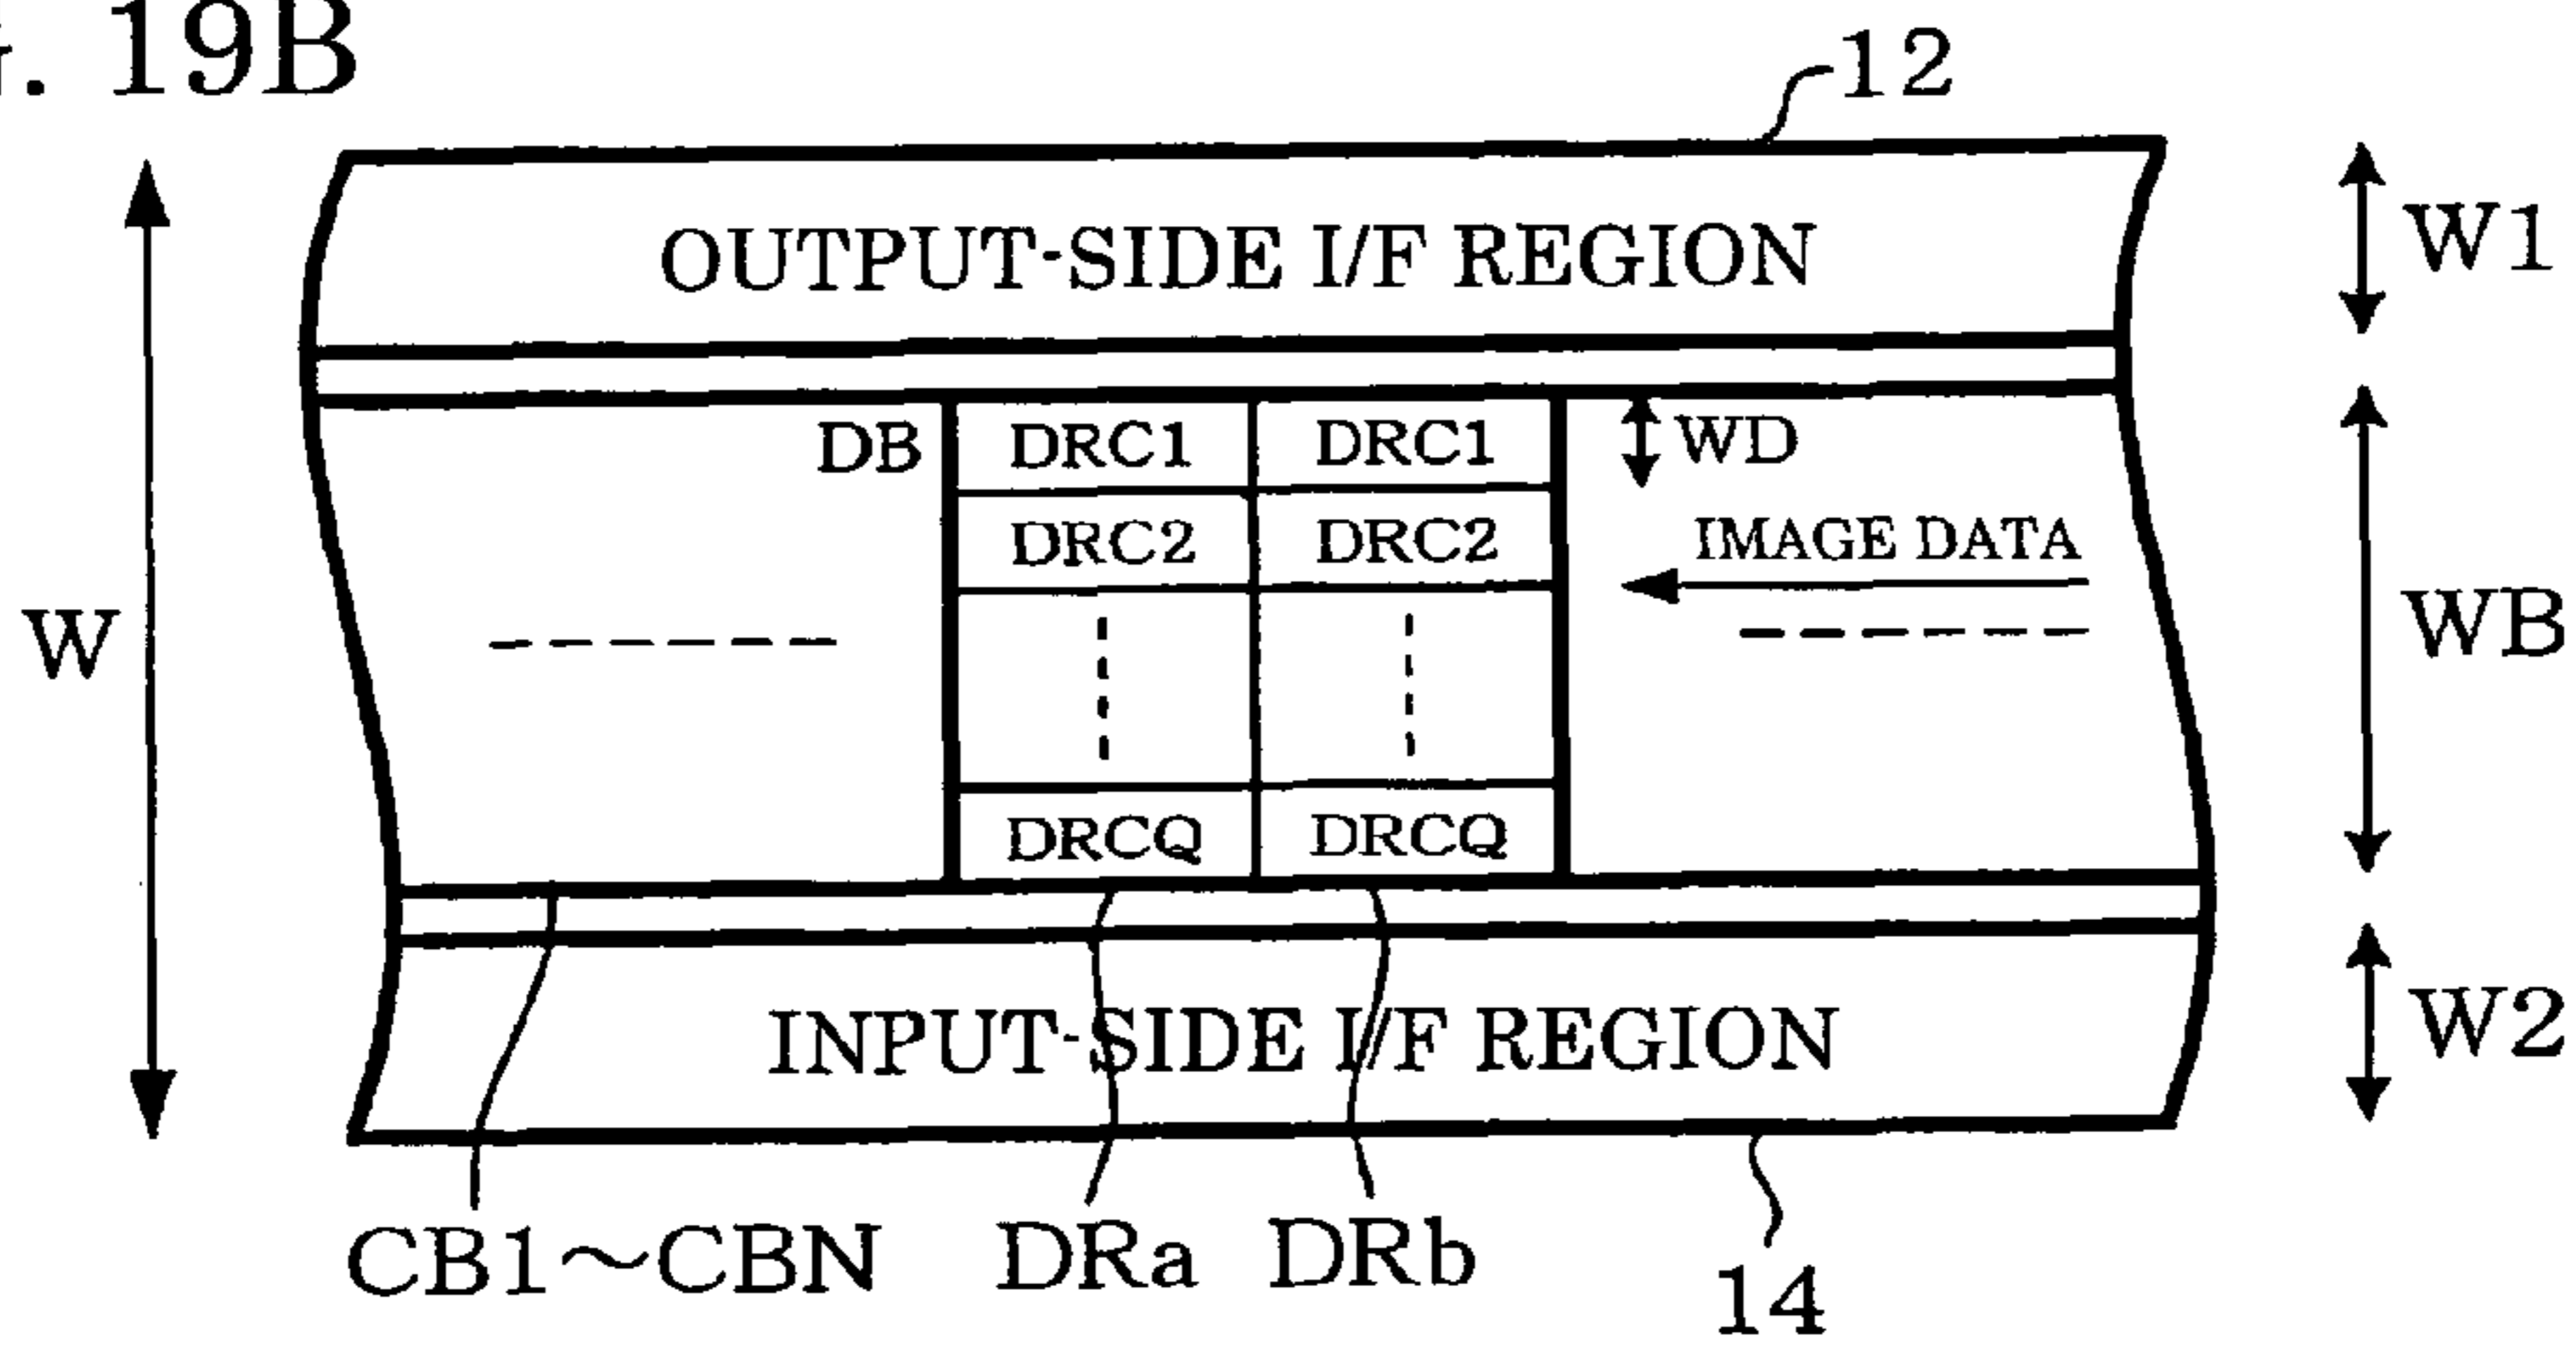 . 19B
12
OUTPUT-SIDE I/F REGION
W1
DB DRC1 DRC1 WD
DRC2 DRC2 IMAGE DATA
W
WB
DRCQ DRCQ
INPUT-SIDE I/F REGION
W2
CB1~CBN DRa DRb 14